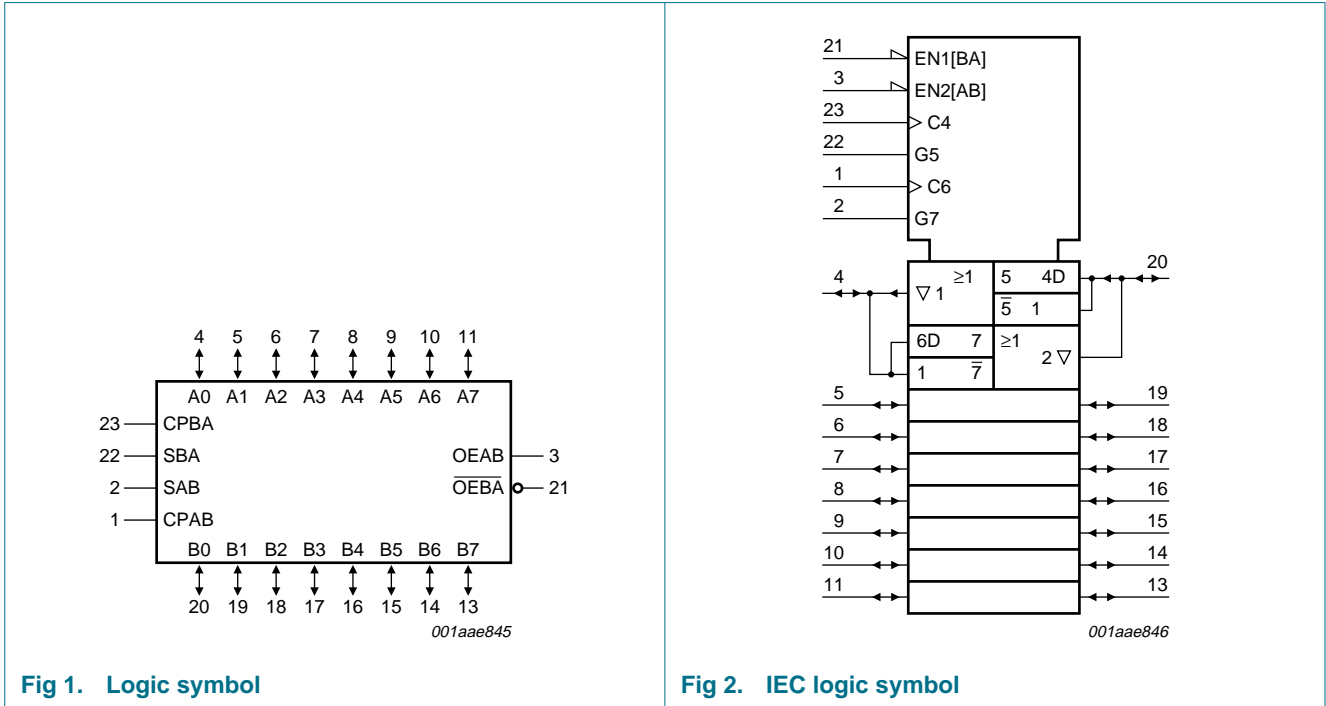 4 5 6 7 8 9 10 11
A0 A1 A2 A3 A4 A5 A6 A7
23 CPBA
22 SBA OEAB 3
2 SAB O̅E̅B̅A̅ 21
1 CPAB
B0 B1 B2 B3 B4 B5 B6 B7
20 19 18 17 16 15 14 13
001aae845
Fig 1. Logic symbol
21 EN1[BA]
3 EN2[AB]
23 C4
22 G5
1 C6
2 G7
4 ▽ 1 ≥1 5 4D 20
5̅ 1
6D 7 ≥1
2 ▽
1 7̅
5 19
6 18
7 17
8 16
9 15
10 14
11 13
001aae846
Fig 2. IEC logic symbol